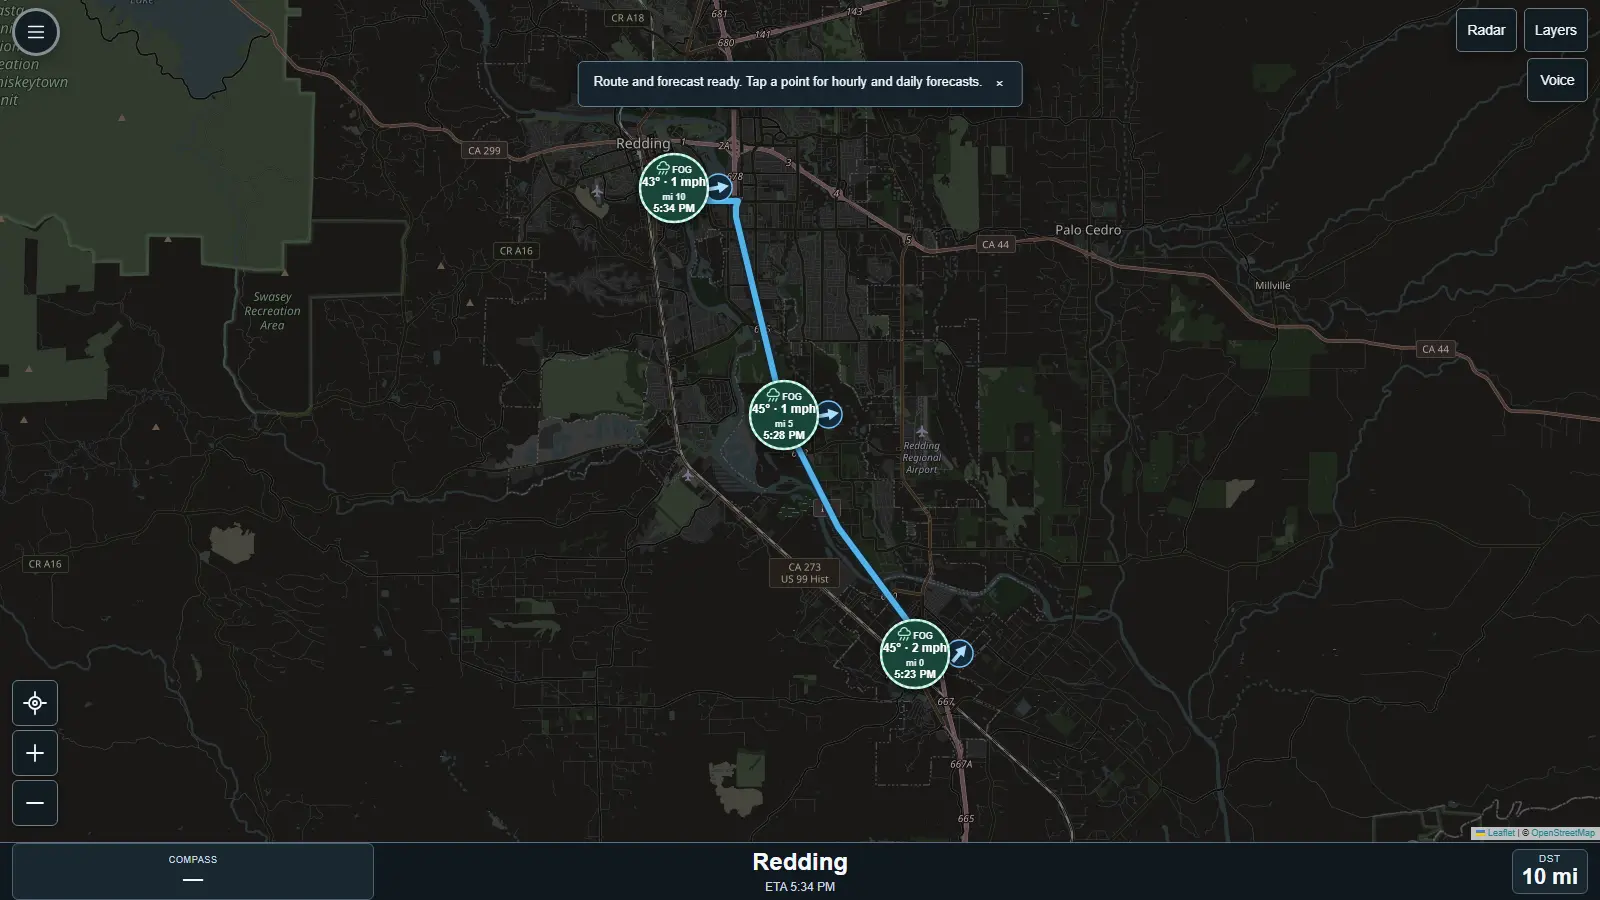 CR A18
681
143
141
680
Radar
Layers
Voice
Route and forecast ready. Tap a point for hourly and daily forecasts. ×
eation
hiskeytown
nit
CA 299
Redding
1
2A
3
678
4
5
FOG
43° · 1 mph
mi 10
5:34 PM
CR A16
Palo Cedro
CA 44
Millville
Swasey
Recreation
Area
CA 44
FOG
45° · 1 mph
mi 5
5:28 PM
Redding
Regional
Airport
CR A16
CA 273
US 99 Hist
FOG
45° · 2 mph
mi 0
5:23 PM
667
667A
665
Leaflet | © OpenStreetMap
COMPASS
—
Redding
ETA 5:34 PM
DST
10 mi